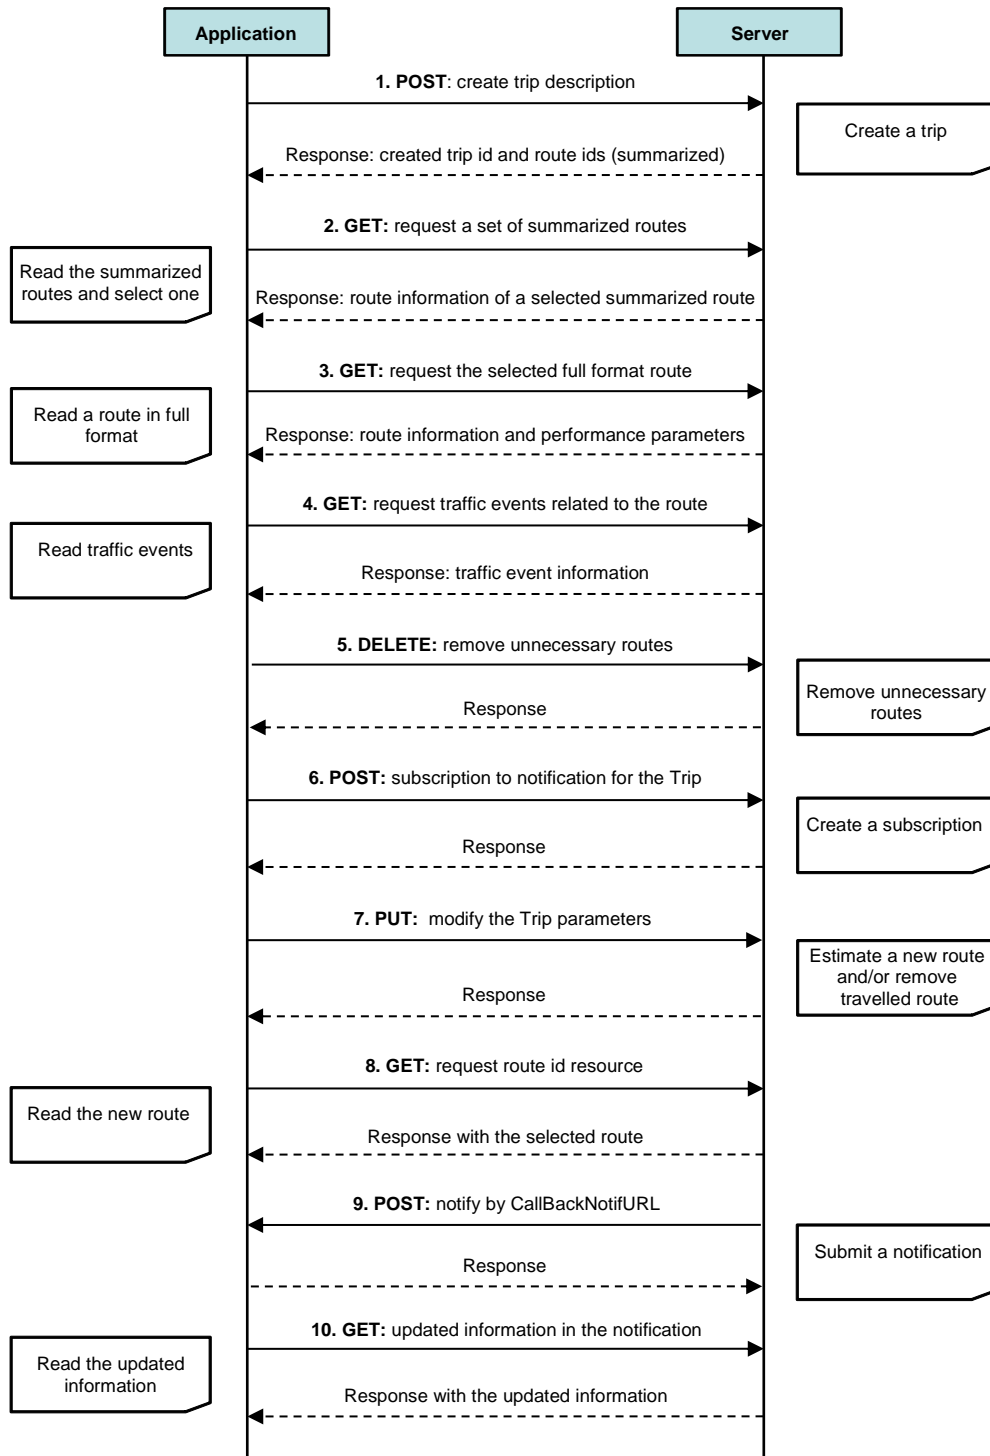 Application
Server
1. POST: create trip description
Create a trip
Response: created trip id and route ids (summarized)
2. GET: request a set of summarized routes
Read the summarized
routes and select one
Response: route information of a selected summarized route
3. GET: request the selected full format route
Read a route in full
format
Response: route information and performance parameters
4. GET: request traffic events related to the route
Read traffic events
Response: traffic event information
5. DELETE: remove unnecessary routes
Remove unnecessary
routes
Response
6. POST: subscription to notification for the Trip
Create a subscription
Response
7. PUT: modify the Trip parameters
Estimate a new route
and/or remove
travelled route
Response
8. GET: request route id resource
Read the new route
Response with the selected route
9. POST: notify by CallBackNotifURL
Submit a notification
Response
10. GET: updated information in the notification
Read the updated
information
Response with the updated information